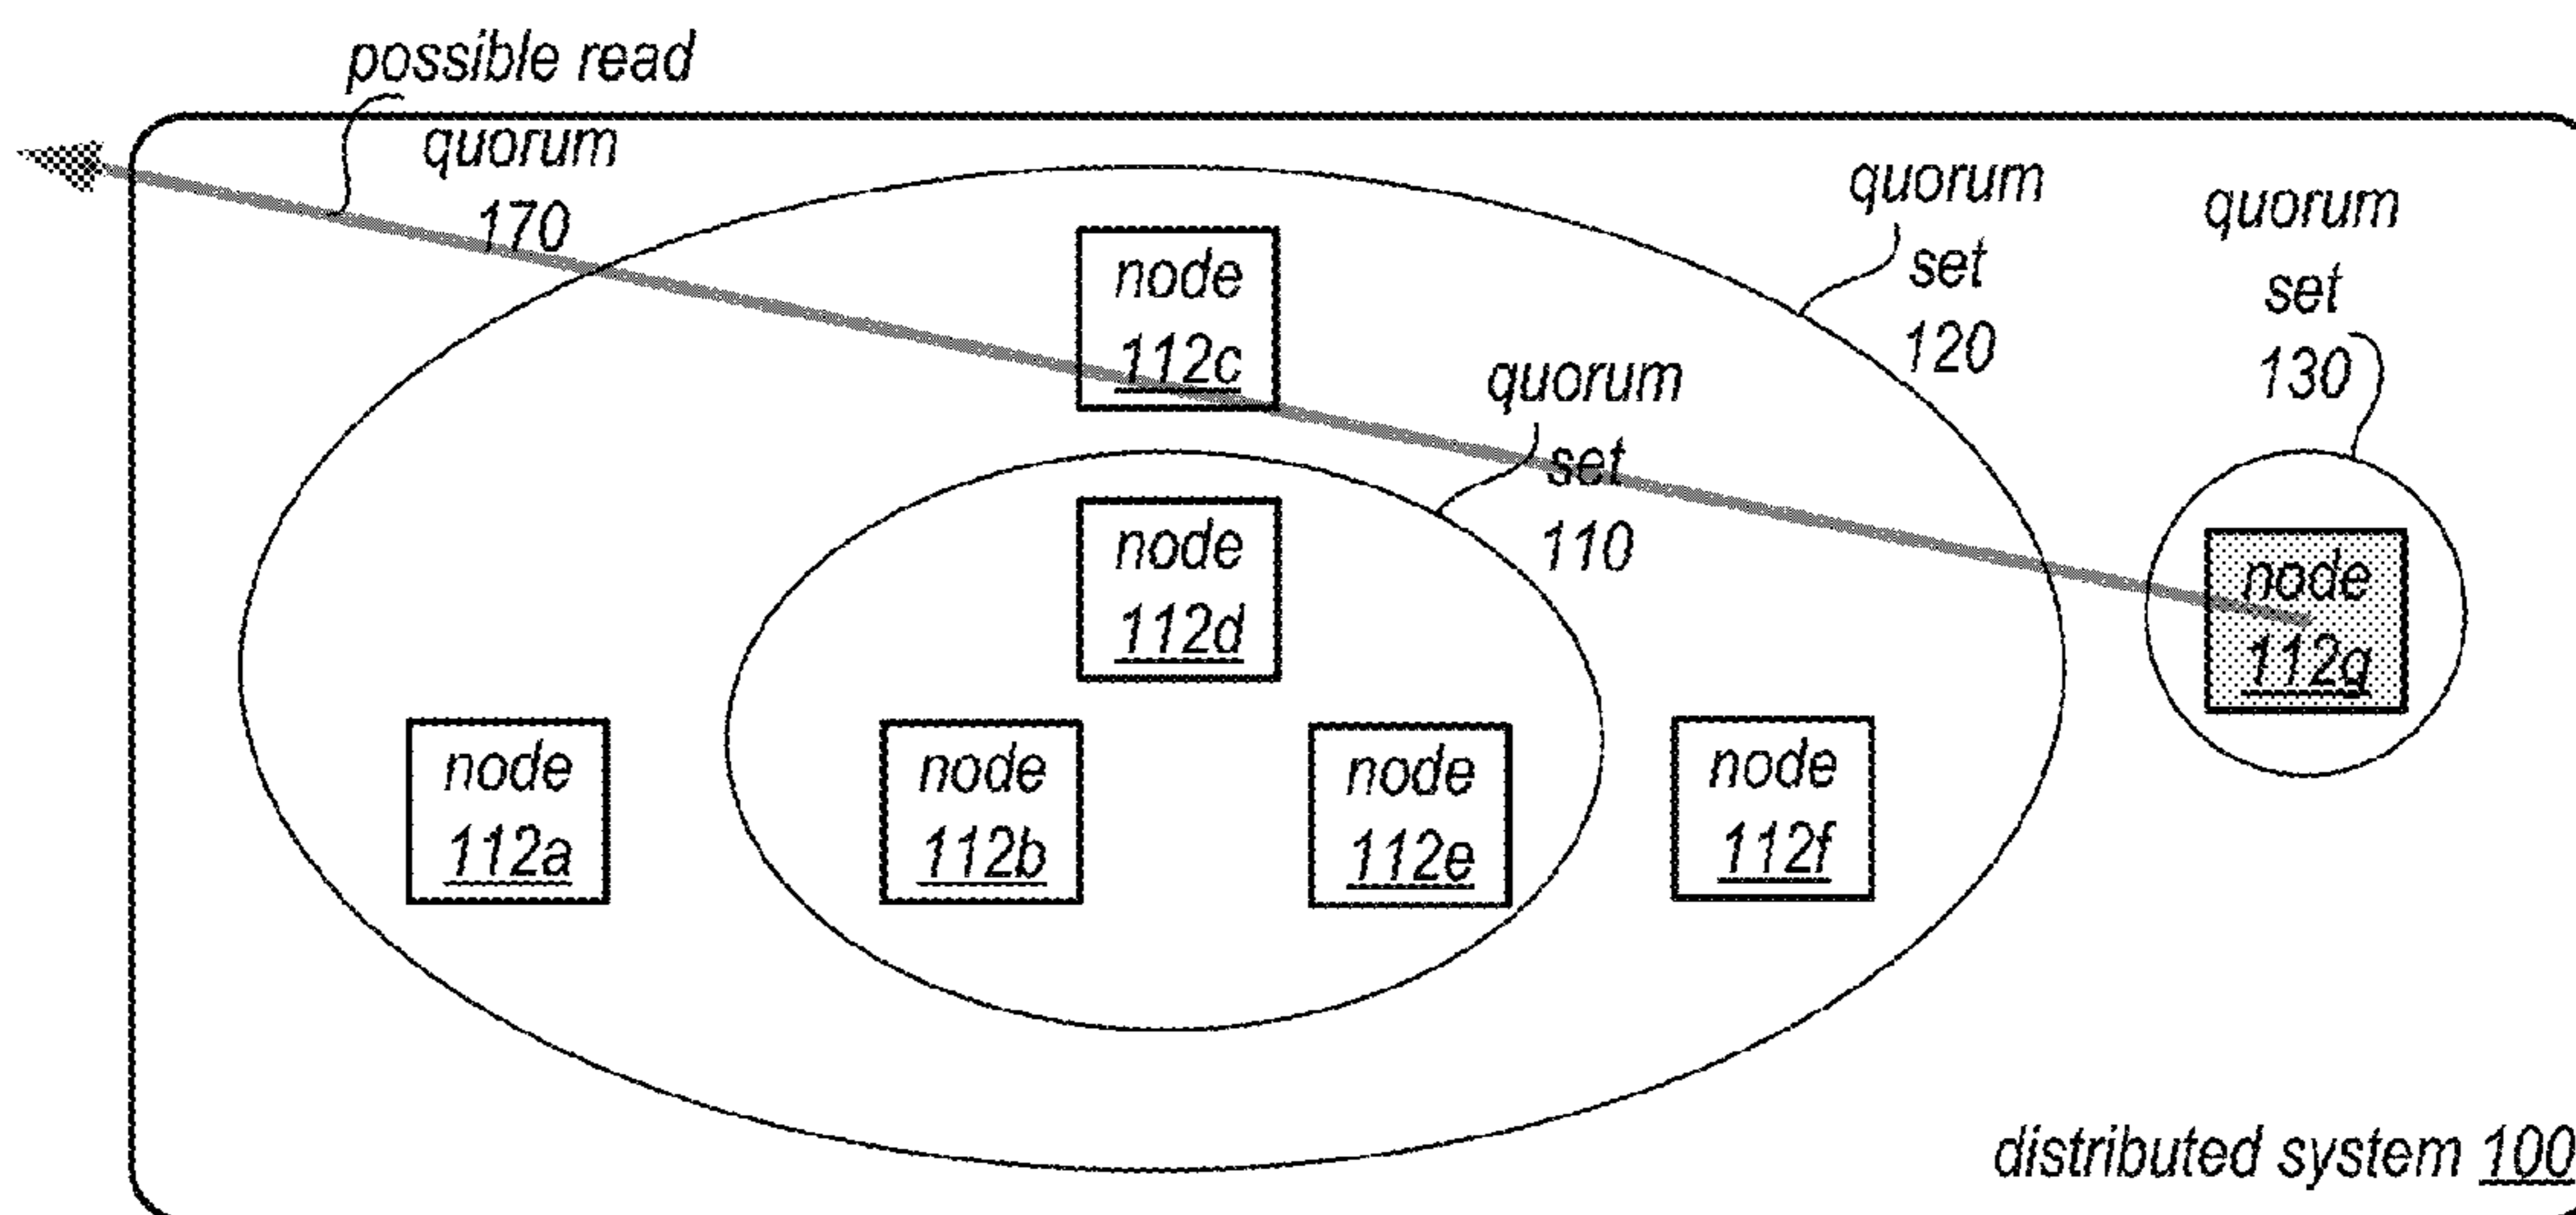 possible read
quorum
170
quorum
set
120
quorum
set
130
node
112c
quorum
set
110
node
112d
node
112g
node
112a
node
112b
node
112e
node
112f
distributed system 100